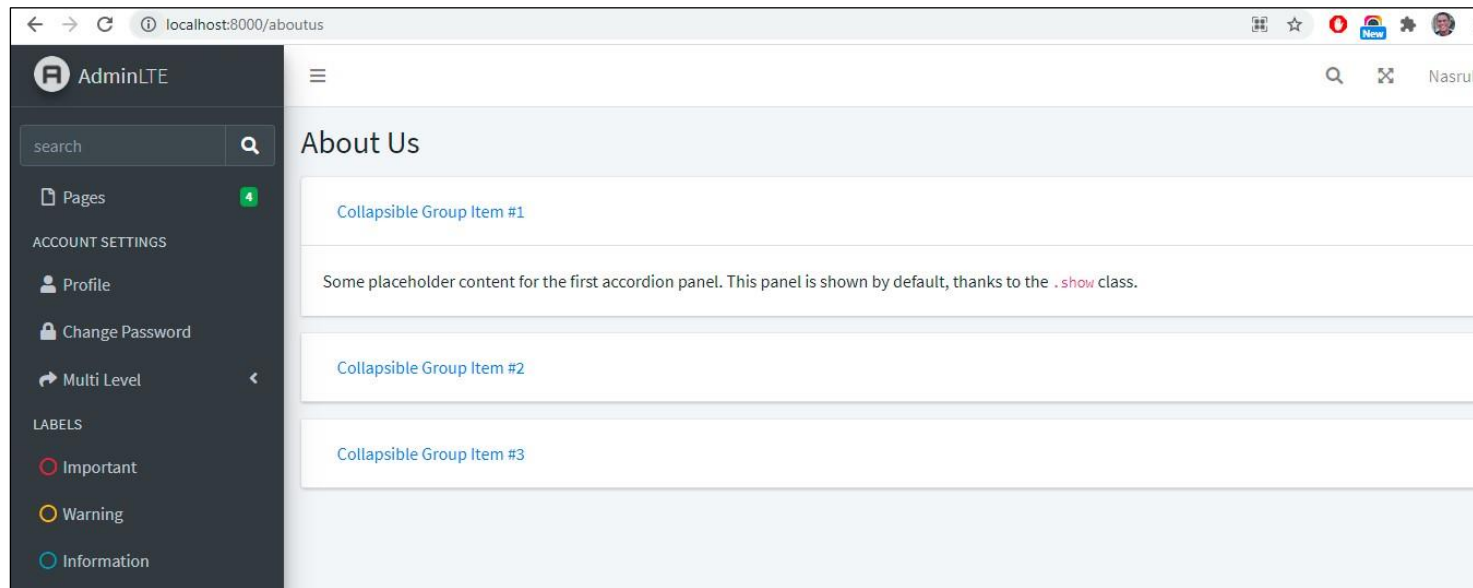 localhost:8000/aboutus
New
AdminLTE
Nasrul
search
About Us
Pages 4
Collapsible Group Item #1
ACCOUNT SETTINGS
Profile
Some placeholder content for the first accordion panel. This panel is shown by default, thanks to the .show class.
Change Password
Collapsible Group Item #2
Multi Level
LABELS
Collapsible Group Item #3
Important
Warning
Information